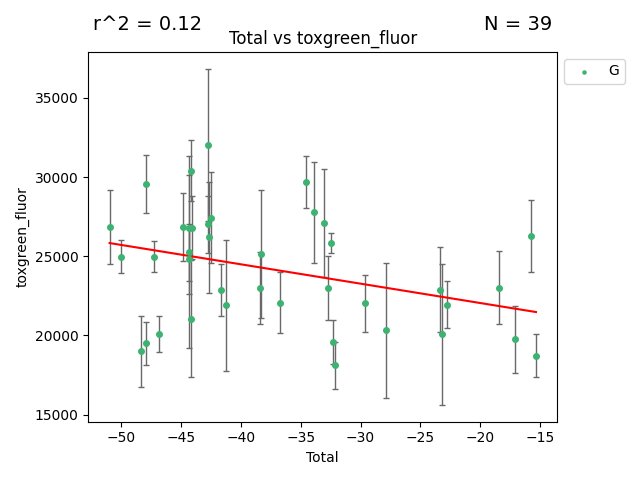 r^2 = 0.12
N = 39
Total vs toxgreen_fluor
G
toxgreen_fluor
35000
30000
25000
20000
15000
−50
−45
−40
−35
−30
−25
−20
−15
Total